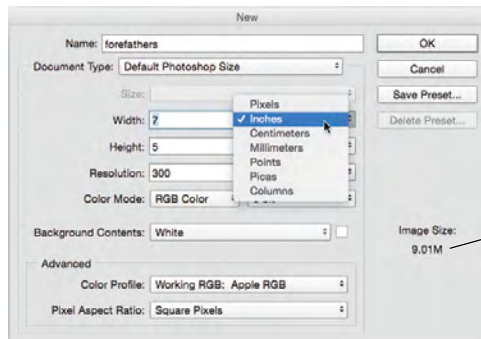 New
Name: forefathers
OK
Document Type: Default Photoshop Size
Cancel
Size:
Save Preset...
Width: 7
Delete Preset...
Pixels
✓ Inches
Centimeters
Millimeters
Points
Picas
Columns
Height: 5
Resolution: 300
Color Mode: RGB Color
Background Contents: White
Image Size:
9.01M
Advanced
Color Profile: Working RGB: Apple RGB
Pixel Aspect Ratio: Square Pixels